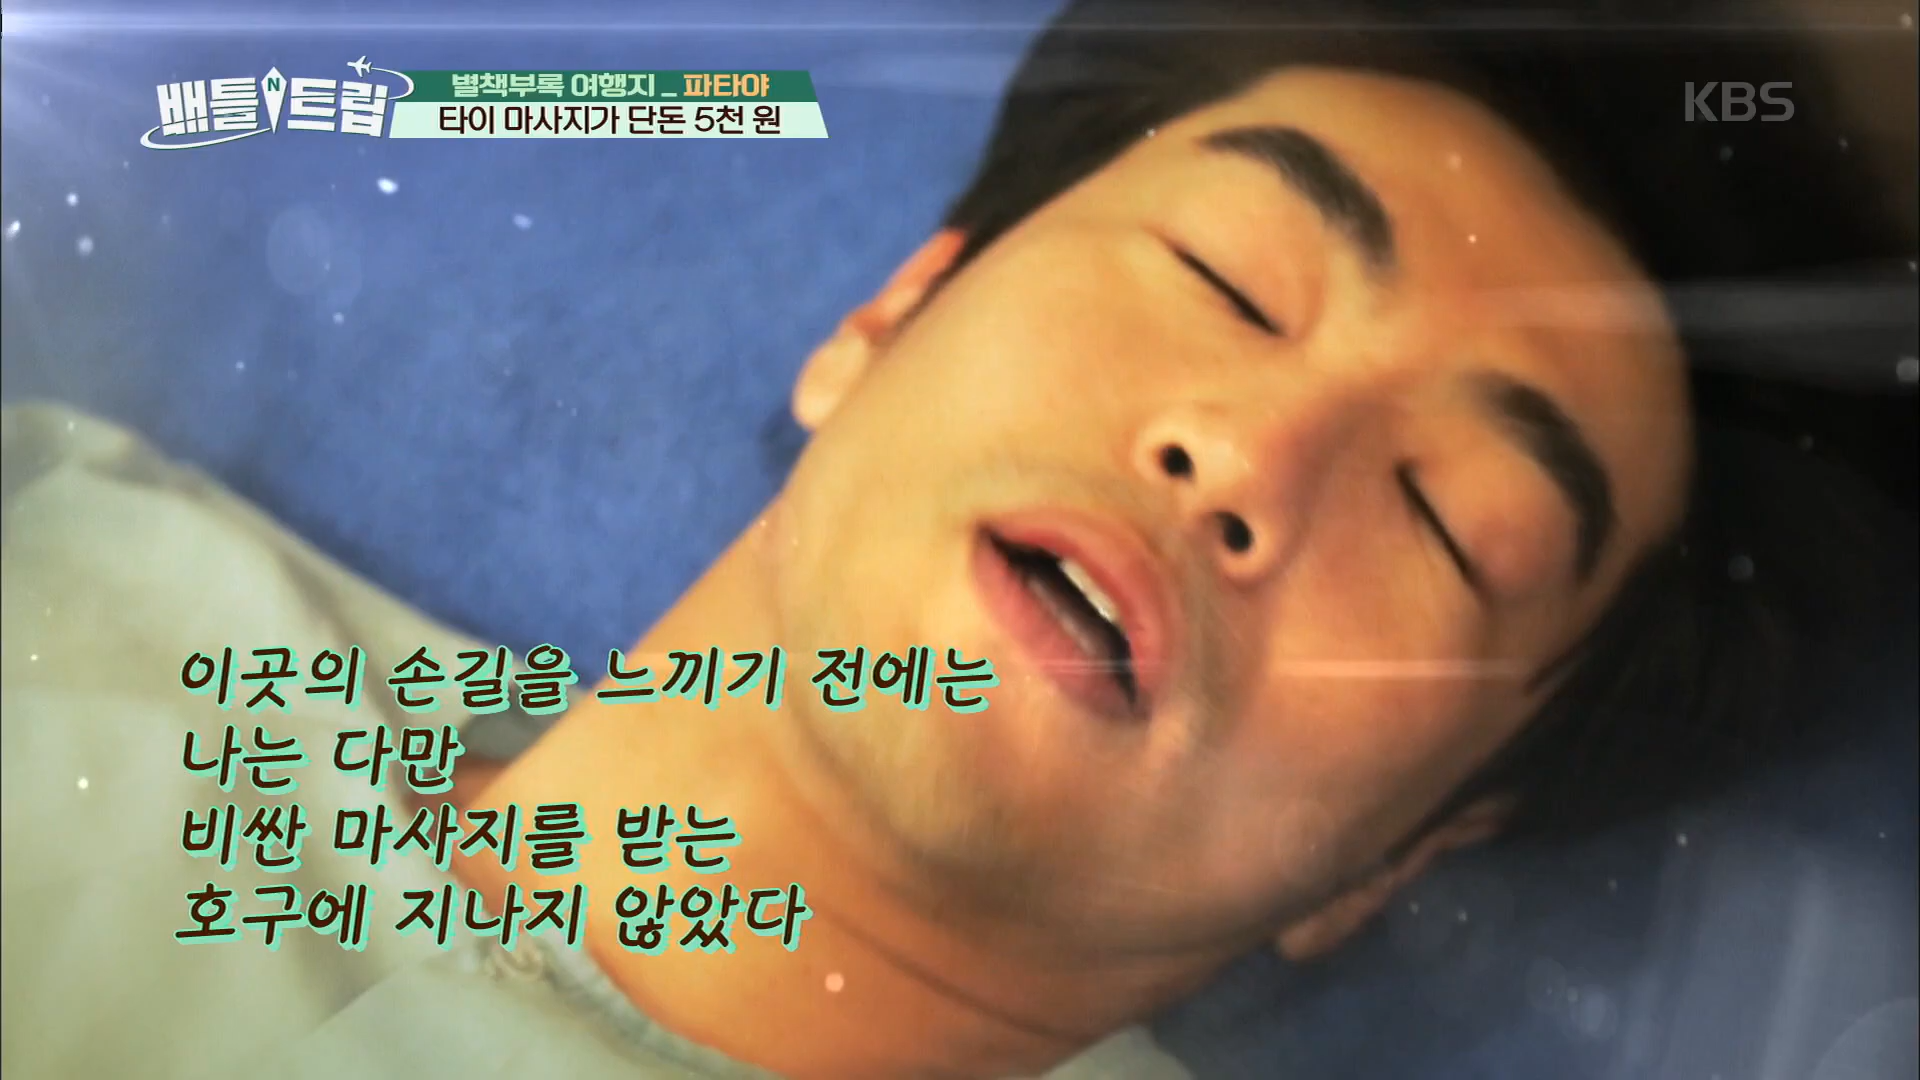 배틀트립
N
별책부록 여행지 _ 파타야
타이 마사지가 단돈 5천 원
KBS
이곳의 손길을 느끼기 전에는
나는 다만
비싼 마사지를 받는
호구에 지나지 않았다